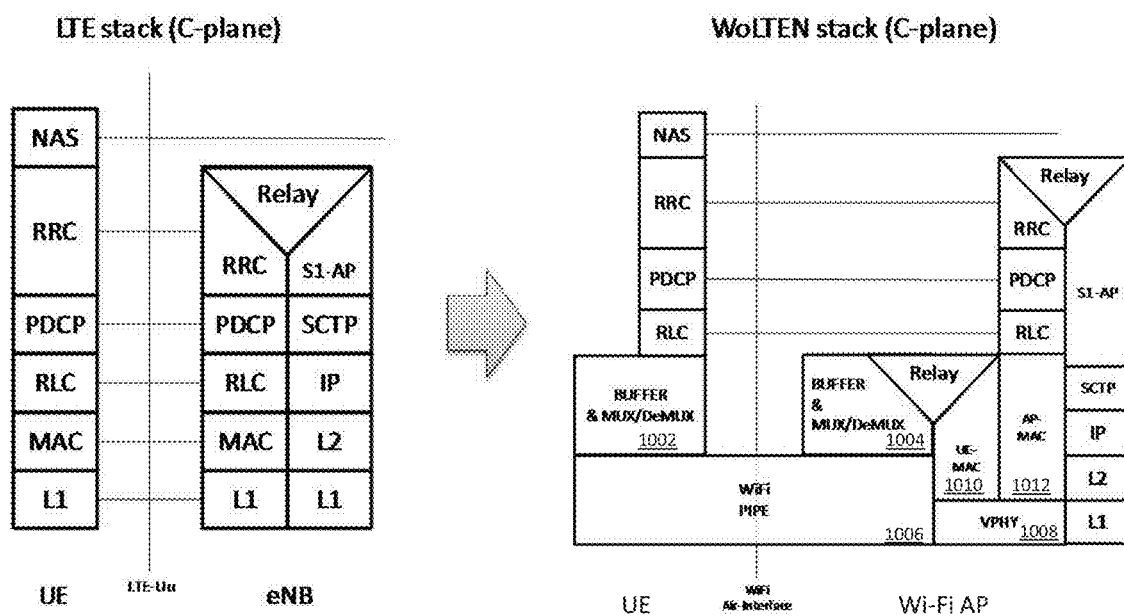 LTE stack (C-plane)
WoLTEN stack (C-plane)
NAS
RRC
PDCP
RLC
MAC
L1
Relay
RRC
S1-AP
PDCP
SCTP
RLC
IP
MAC
L2
L1
L1
UE
LTE-Uu
eNB
NAS
RRC
PDCP
RLC
BUFFER
& MUX/DeMUX
1002
WiFi
PIPE
1006
BUFFER
&
MUX/DeMUX
1004
Relay
UE-
MAC
1010
AP-
MAC
1012
VPHY 1008
Relay
RRC
PDCP
RLC
S1-AP
SCTP
IP
L2
L1
UE
WiFi
Air-Interface
Wi-Fi AP